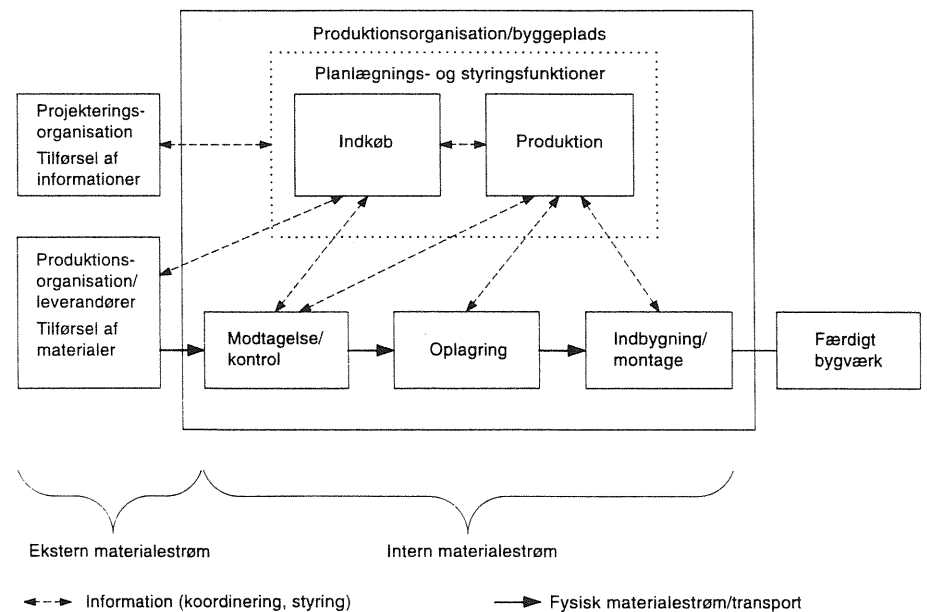 Produktionsorganisation/byggeplads
Planlægnings- og styringsfunktioner
Projekterings-
organisation
Tilførsel af
informationer
Indkøb
Produktion
Produktions-
organisation/
leverandører
Tilførsel af
materialer
Modtagelse/
kontrol
Oplagring
Indbygning/
montage
Færdigt
bygværk
Ekstern materialestrøm
Intern materialestrøm
Information (koordinering, styring)
Fysisk materialestrøm/transport